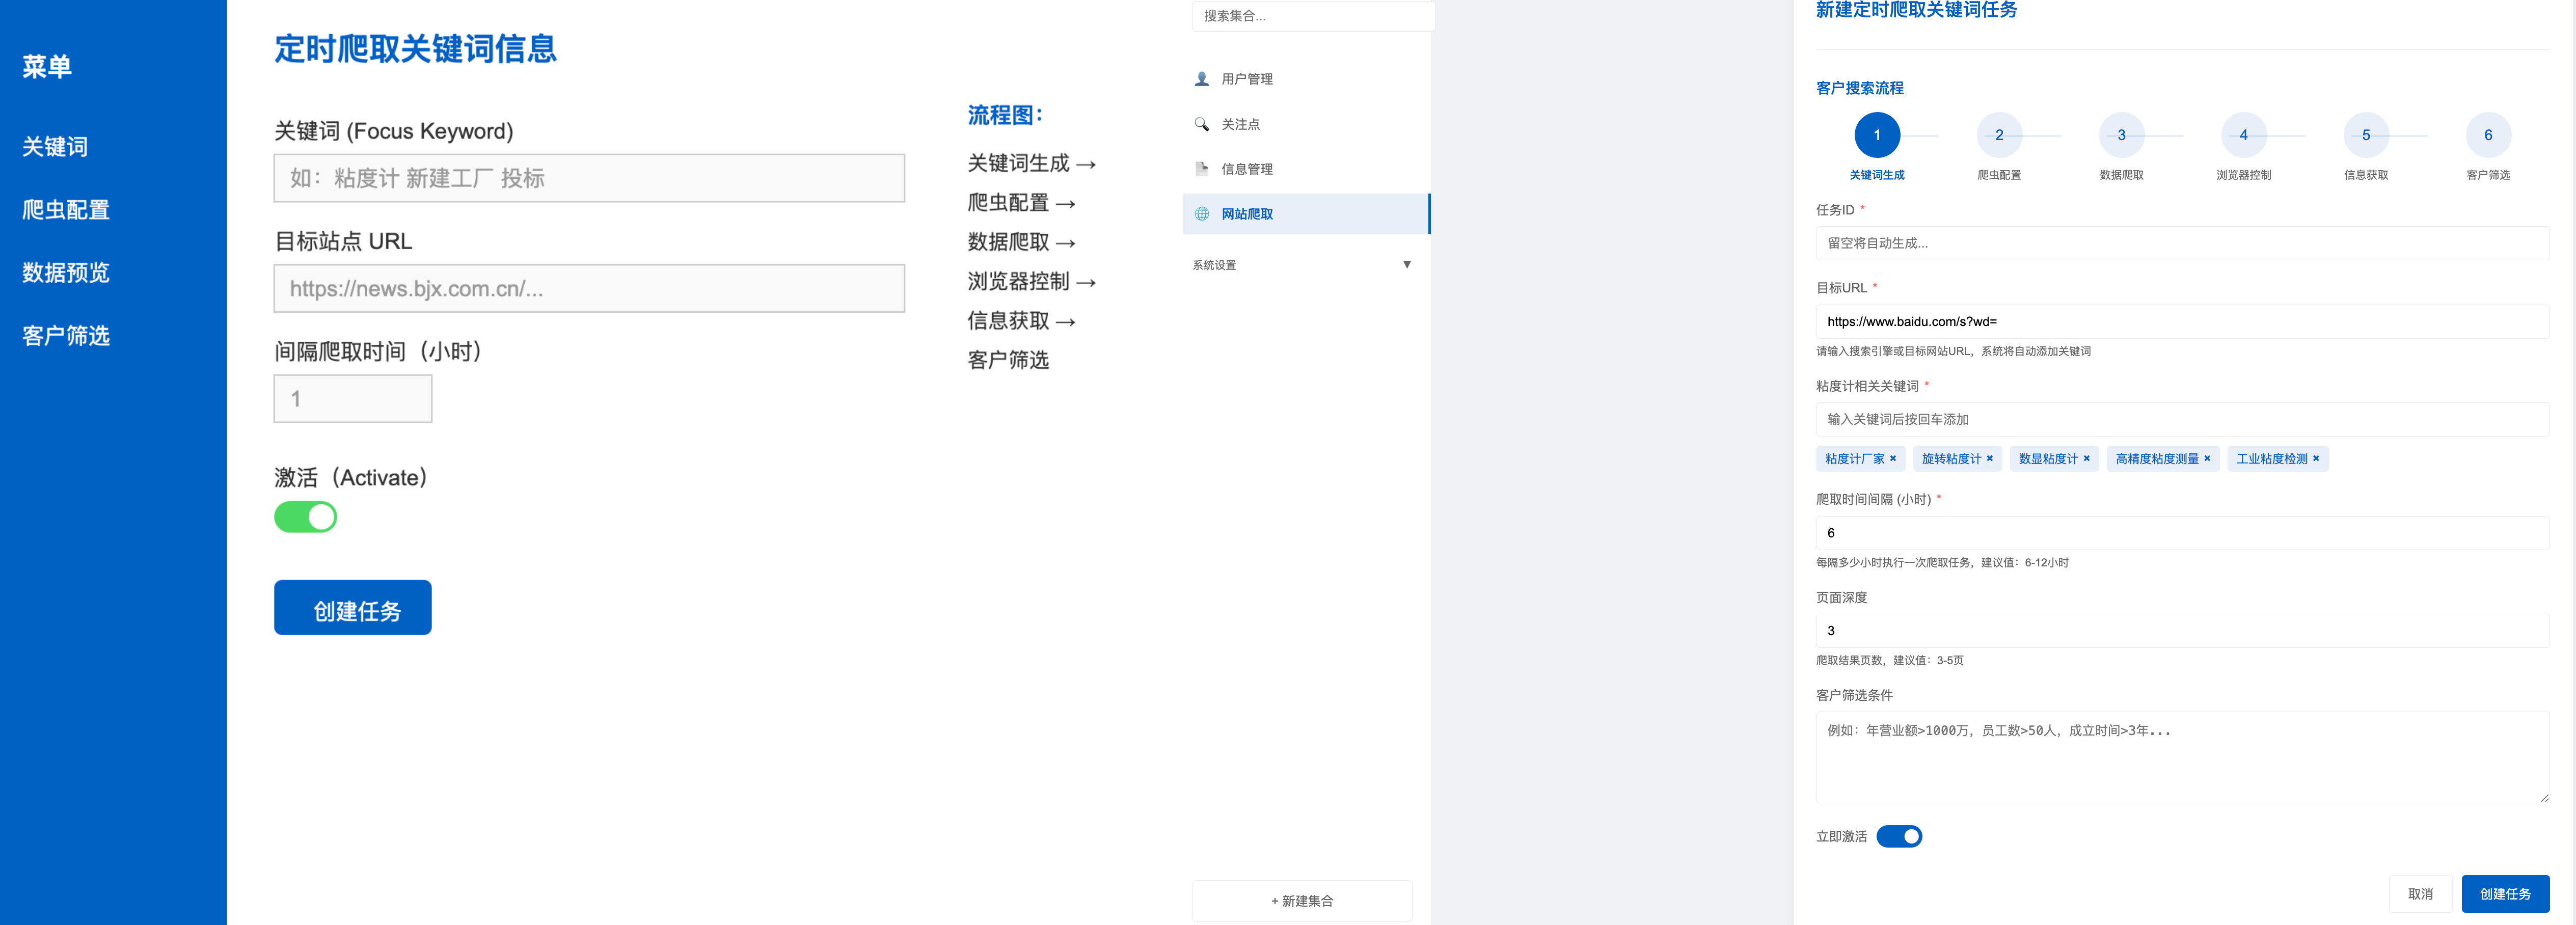 菜单
关键词
爬虫配置
数据预览
客户筛选
定时爬取关键词信息
关键词 (Focus Keyword)
如：粘度计 新建工厂 投标
目标站点 URL
https://news.bjx.com.cn/...
间隔爬取时间（小时）
1
激活（Activate）
创建任务
流程图：
关键词生成 →
爬虫配置 →
数据爬取 →
浏览器控制 →
信息获取 →
客户筛选
搜索集合...
用户管理
关注点
信息管理
网站爬取
系统设置 ▼
+ 新建集合
新建定时爬取关键词任务
客户搜索流程
1 2 3 4 5 6
关键词生成 爬虫配置 数据爬取 浏览器控制 信息获取 客户筛选
任务ID *
留空将自动生成...
目标URL *
https://www.baidu.com/s?wd=
请输入搜索引擎或目标网站URL，系统将自动添加关键词
粘度计相关关键词 *
输入关键词后按回车添加
粘度计厂家 × 旋转粘度计 × 数显粘度计 × 高精度粘度测量 × 工业粘度检测 ×
爬取时间间隔 (小时) *
6
每隔多少小时执行一次爬取任务，建议值：6-12小时
页面深度
3
爬取结果页数，建议值：3-5页
客户筛选条件
例如：年营业额>1000万，员工数>50人，成立时间>3年...
立即激活
取消 创建任务